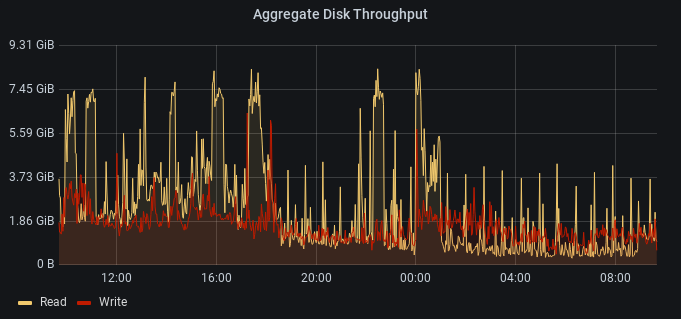 Aggregate Disk Throughput
9.31 GiB
7.45 GiB
5.59 GiB
3.73 GiB
1.86 GiB
0 B
12:00 16:00 20:00 00:00 04:00 08:00
Read Write